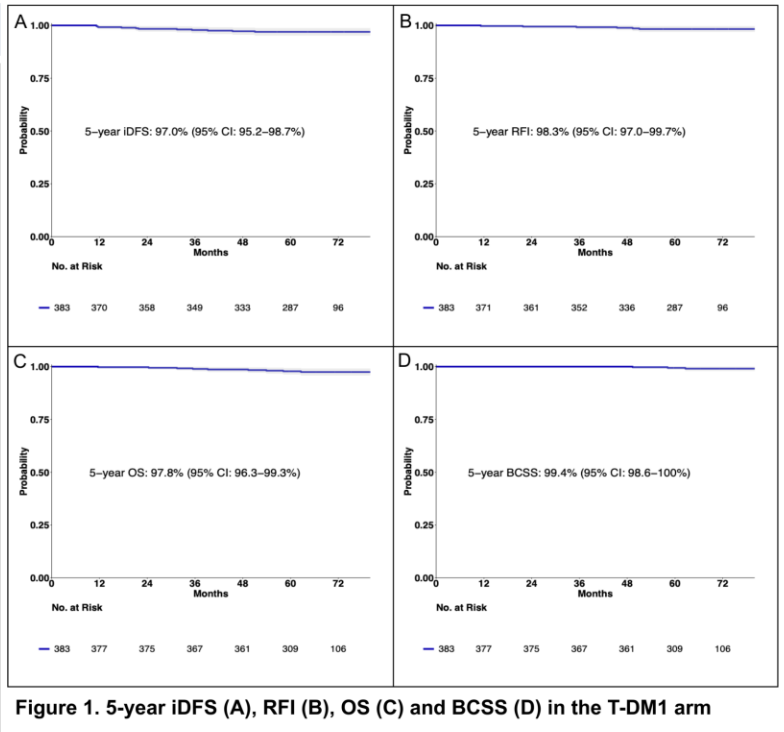 A
1.00
0.75
0.50
0.25
0.00
Probability
5–year iDFS: 97.0% (95% CI: 95.2–98.7%)
0 12 24 36 48 60 72
Months
No. at Risk
383 370 358 349 333 287 96
B
1.00
0.75
0.50
0.25
0.00
Probability
5–year RFI: 98.3% (95% CI: 97.0–99.7%)
0 12 24 36 48 60 72
Months
No. at Risk
383 371 361 352 336 287 96
C
1.00
0.75
0.50
0.25
0.00
Probability
5–year OS: 97.8% (95% CI: 96.3–99.3%)
0 12 24 36 48 60 72
Months
No. at Risk
383 377 375 367 361 309 106
D
1.00
0.75
0.50
0.25
0.00
Probability
5–year BCSS: 99.4% (95% CI: 98.6–100%)
0 12 24 36 48 60 72
Months
No. at Risk
383 377 375 367 361 309 106
Figure 1. 5-year iDFS (A), RFI (B), OS (C) and BCSS (D) in the T-DM1 arm